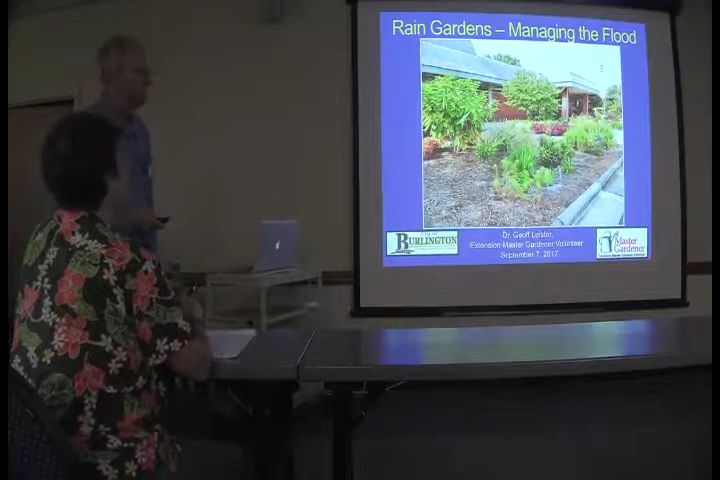 Rain Gardens – Managing the Flood
Dr. Geoff Leister,
Extension Master Gardener Volunteer
September 7, 2017
BURLINGTON
Master
Gardener